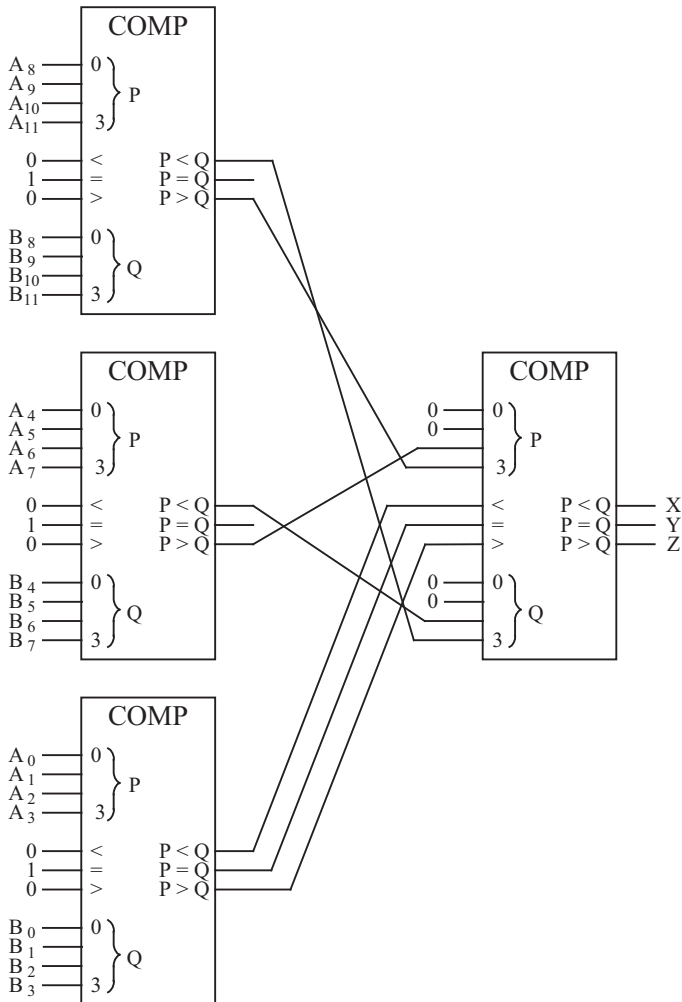 COMP
A8 0
A9
A10
A11 3
P
0 < P < Q
1 = P = Q
0 > P > Q
B8 0
B9
B10
B11 3
Q
COMP
A4 0
A5
A6
A7 3
P
0 < P < Q
1 = P = Q
0 > P > Q
B4 0
B5
B6
B7 3
Q
COMP
A0 0
A1
A2
A3 3
P
0 < P < Q
1 = P = Q
0 > P > Q
B0 0
B1
B2
B3 3
Q
COMP
0 0
0
3
P
< P < Q X
= P = Q Y
> P > Q Z
0 0
0
3
Q